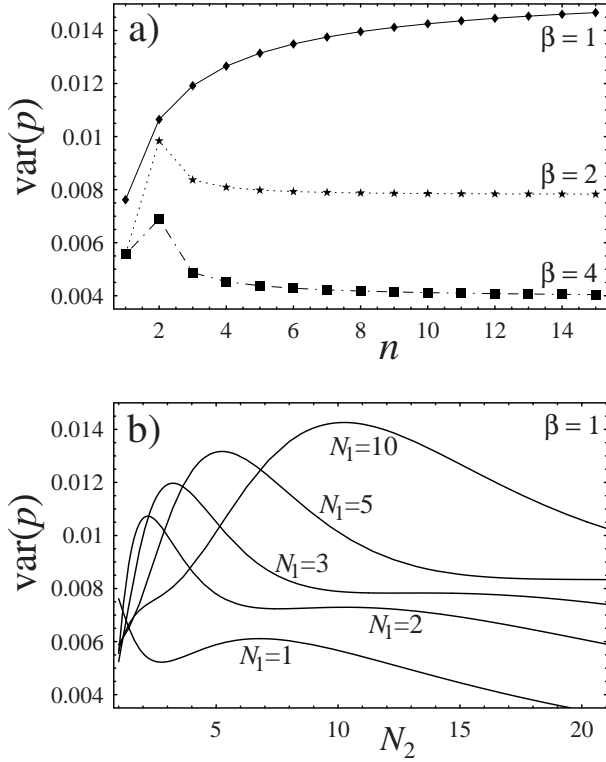 a)
β = 1
β = 2
β = 4
var(p)
0.014
0.012
0.01
0.008
0.006
0.004
2 4 6 8 10 12 14
n
b)
β = 1
N₁=10
N₁=5
N₁=3
N₁=2
N₁=1
var(p)
0.014
0.012
0.01
0.008
0.006
0.004
5 10 15 20
N₂